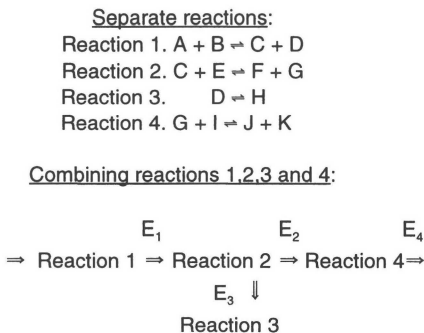 Separate reactions:
Reaction 1. A + B ⇌ C + D
Reaction 2. C + E ⇌ F + G
Reaction 3. D ⇌ H
Reaction 4. G + I ⇌ J + K
Combining reactions 1,2,3 and 4:
E₁ E₂ E₄
⇒ Reaction 1 ⇒ Reaction 2 ⇒ Reaction 4⇒
E₃ ⇓
Reaction 3